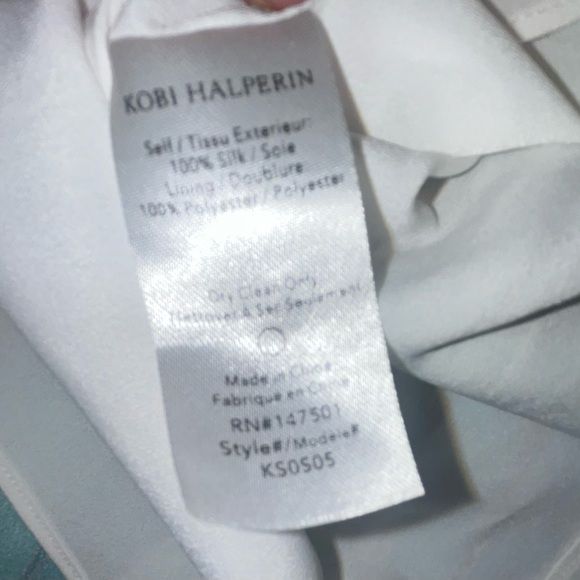 KOBI HALPERIN
Self / Tissu Exterieur:
100% Silk / Soie
Lining / Doublure
100% Polyester / Polyester
Dry Clean Only
Nettoyer A Sec Seulement
Made in China
Fabrique en Chine
RN#147501
Style#/Modele#
KS0505